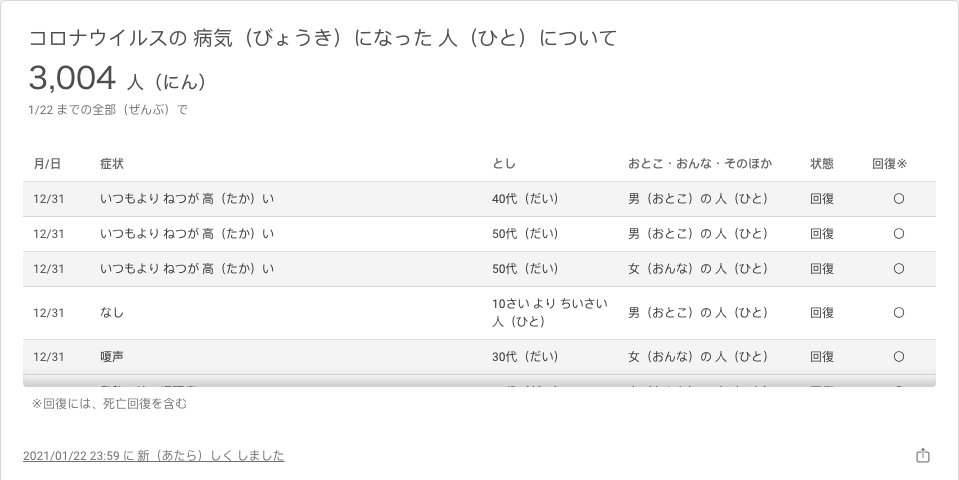 コロナウイルスの 病気（びょうき）になった 人（ひと）について
3,004 人（にん）
1/22 までの全部（ぜんぶ）で
月/日 症状 とし おとこ・おんな・そのほか 状態 回復※
12/31 いつもより ねつが 高（たか）い 40代（だい） 男（おとこ）の 人（ひと） 回復 〇
12/31 いつもより ねつが 高（たか）い 50代（だい） 男（おとこ）の 人（ひと） 回復 〇
12/31 いつもより ねつが 高（たか）い 50代（だい） 女（おんな）の 人（ひと） 回復 〇
12/31 なし 10さい より ちいさい 人（ひと） 男（おとこ）の 人（ひと） 回復 〇
12/31 嗄声 30代（だい） 女（おんな）の 人（ひと） 回復 〇
※回復には、死亡回復を含む
2021/01/22 23:59 に 新（あたら）しく しました